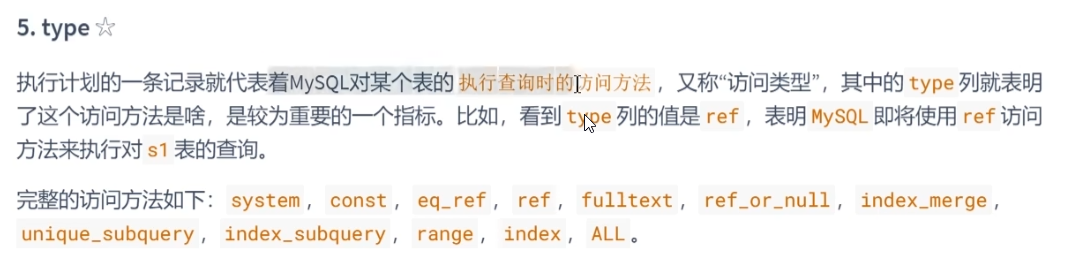 5. type ☆
执行计划的一条记录就代表着MySQL对某个表的 执行查询时的访问方法 ，又称“访问类型”，其中的 type 列就表明
了这个访问方法是啥，是较为重要的一个指标。比如，看到 type 列的值是 ref ，表明 MySQL 即将使用 ref 访问
方法来执行对 s1 表的查询。
完整的访问方法如下： system ， const ， eq_ref ， ref ， fulltext ， ref_or_null ， index_merge ，
unique_subquery ， index_subquery ， range ， index ， ALL 。